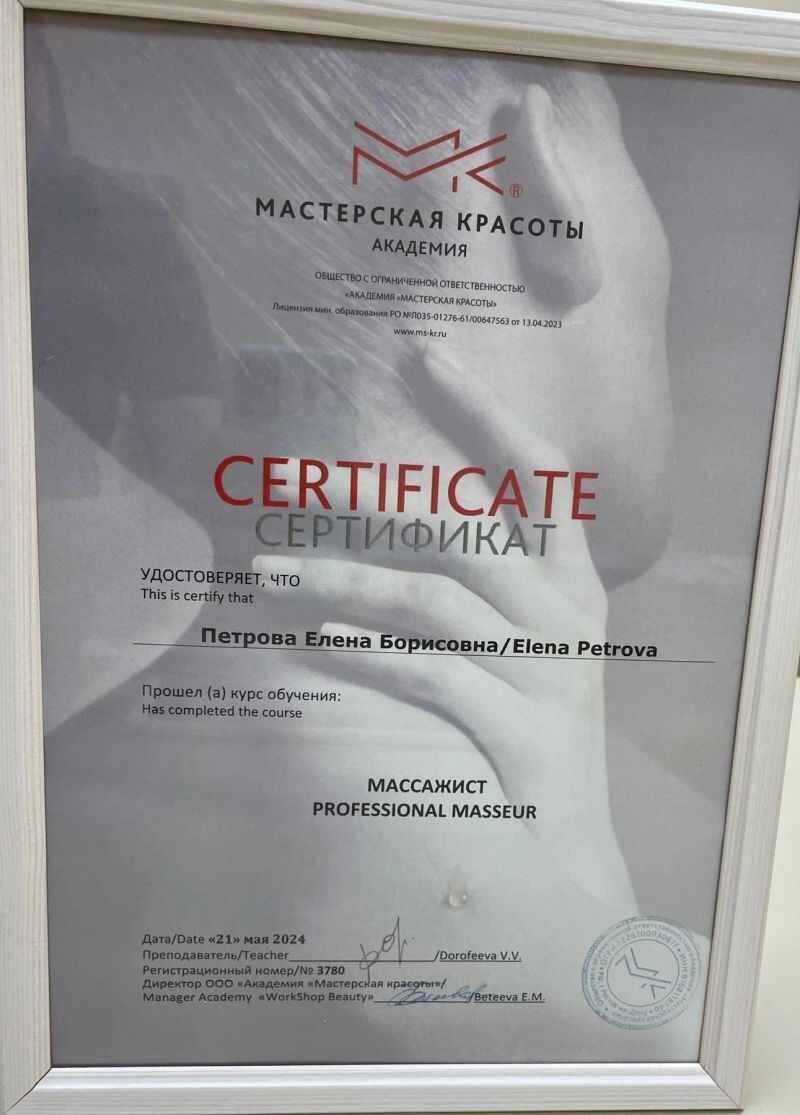 МК®
МАСТЕРСКАЯ КРАСОТЫ
АКАДЕМИЯ
ОБЩЕСТВО С ОГРАНИЧЕННОЙ ОТВЕТСТВЕННОСТЬЮ
«АКАДЕМИЯ «МАСТЕРСКАЯ КРАСОТЫ»
Лицензия мин. образования РО №Л035-01276-61/00647563 от 13.04.2023
www.ms-kr.ru
CERTIFICATE
СЕРТИФИКАТ
УДОСТОВЕРЯЕТ, ЧТО
This is certify that
Петрова Елена Борисовна/Elena Petrova
Прошел (а) курс обучения:
Has completed the course
МАССАЖИСТ
PROFESSIONAL MASSEUR
Дата/Date «21» мая 2024
Преподаватель/Teacher /Dorofeeva V.V.
Регистрационный номер/№ 3780
Директор ООО «Академия «Мастерская красоты»/
Manager Academy «WorkShop Beauty» /Beteeva E.M.